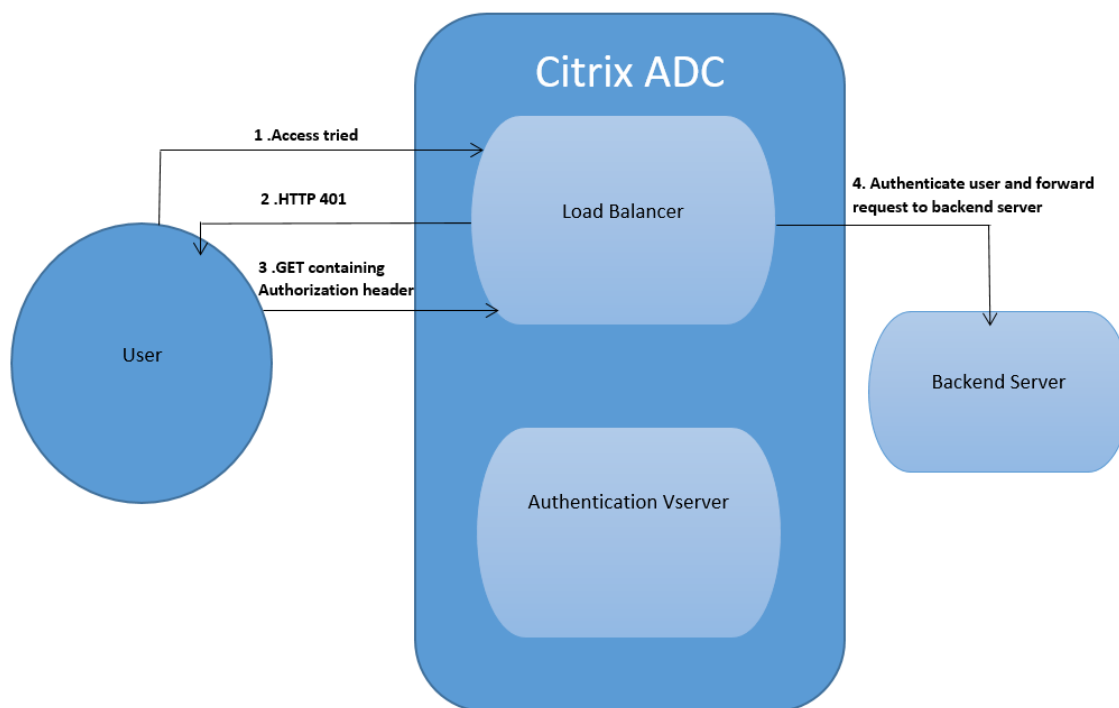 Citrix ADC
1 .Access tried
2 .HTTP 401
3 .GET containing
Authorization header
Load Balancer
4. Authenticate user and forward
request to backend server
User
Backend Server
Authentication Vserver